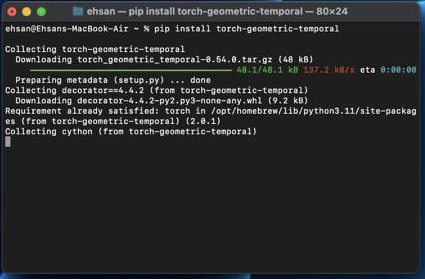 ehsan — pip install torch-geometric-temporal — 80×24
ehsan@Ehsans-MacBook-Air ~ % pip install torch-geometric-temporal
Collecting torch-geometric-temporal
Downloading torch_geometric_temporal-0.54.0.tar.gz (48 kB)
48.1/48.1 kB 137.2 kB/s eta 0:00:00
Preparing metadata (setup.py) ... done
Collecting decorator==4.4.2 (from torch-geometric-temporal)
Downloading decorator-4.4.2-py2.py3-none-any.whl (9.2 kB)
Requirement already satisfied: torch in /opt/homebrew/lib/python3.11/site-packag
es (from torch-geometric-temporal) (2.0.1)
Collecting cython (from torch-geometric-temporal)